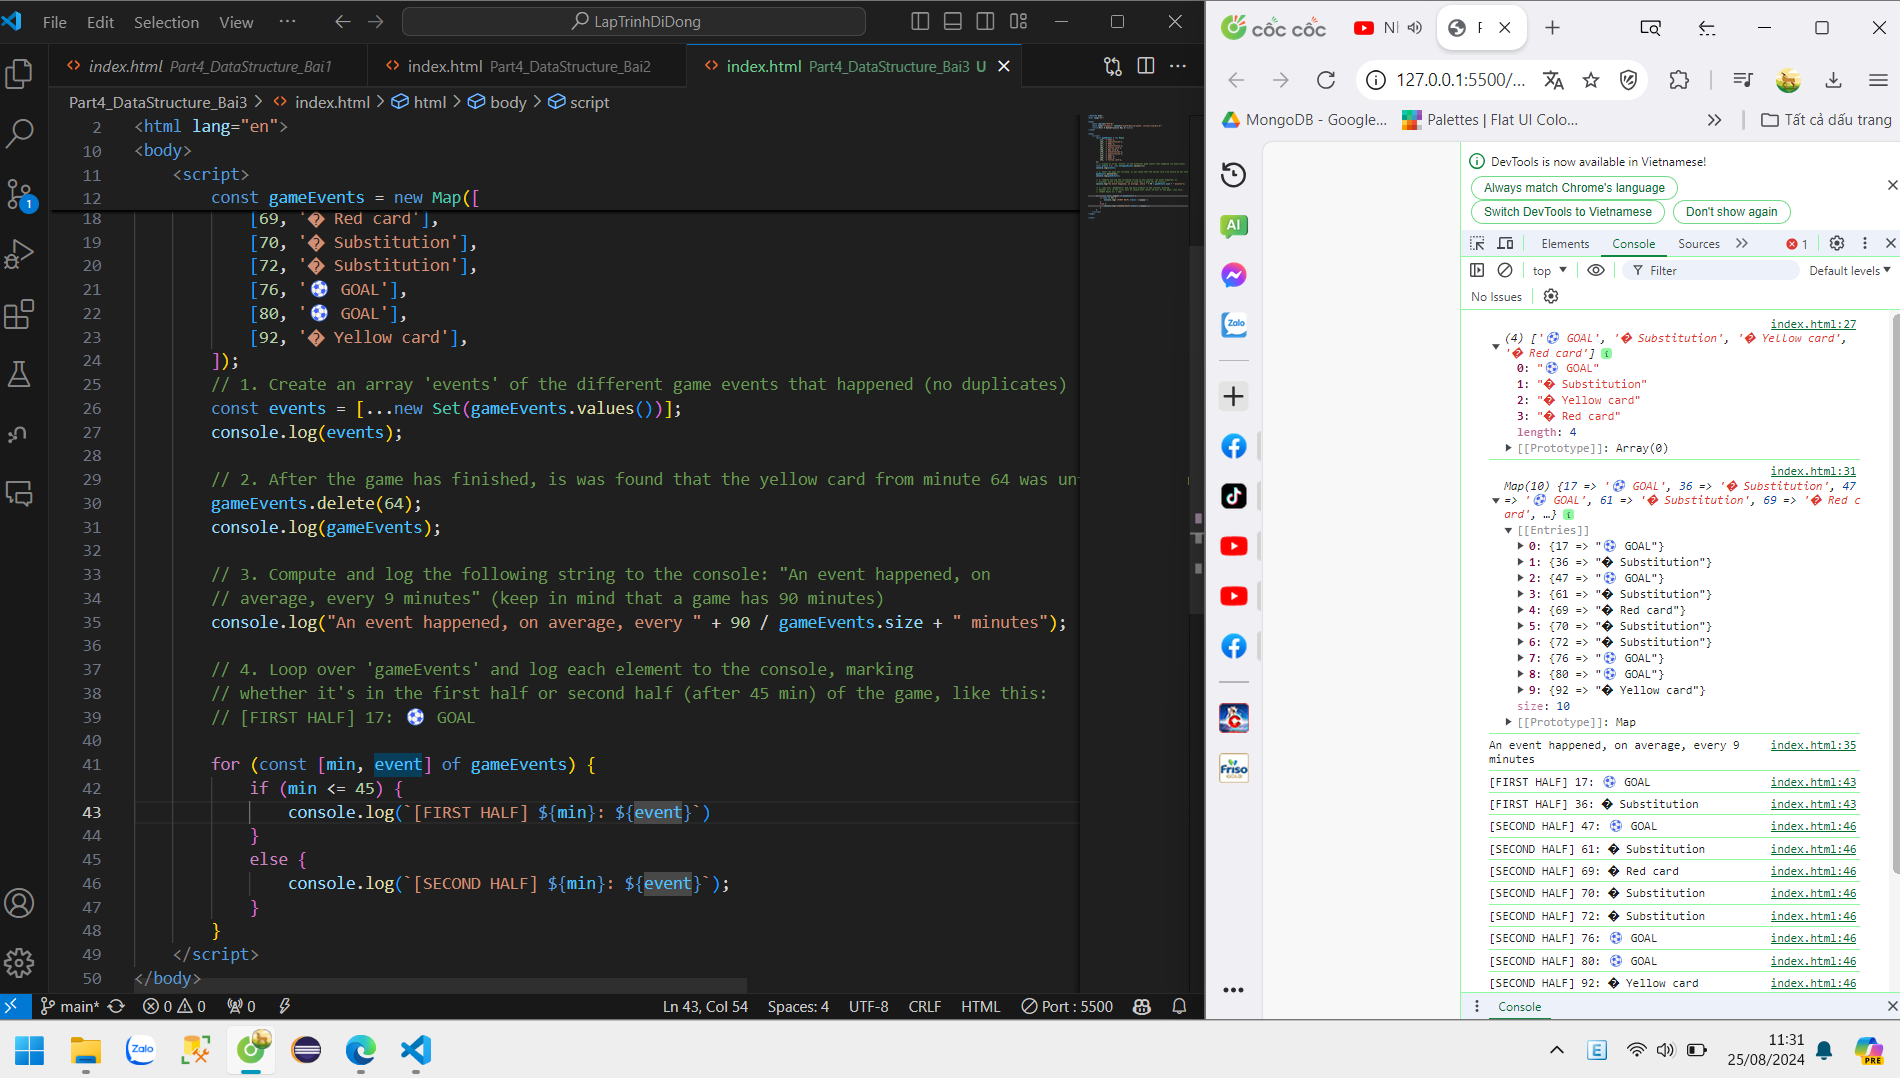 File Edit Selection View ··· LapTrinhDiDong
index.html Part4_DataStructure_Bai1
index.html Part4_DataStructure_Bai2
index.html Part4_DataStructure_Bai3 U
Part4_DataStructure_Bai3 > index.html > html > body > script
2 <html lang="en">
10 <body>
11 <script>
12 const gameEvents = new Map([
18 [69, '� Red card'],
19 [70, '� Substitution'],
20 [72, '� Substitution'],
21 [76, '⚽ GOAL'],
22 [80, '⚽ GOAL'],
23 [92, '� Yellow card'],
24 ]);
25 // 1. Create an array 'events' of the different game events that happened (no duplicates)
26 const events = [...new Set(gameEvents.values())];
27 console.log(events);
28
29 // 2. After the game has finished, is was found that the yellow card from minute 64 was un
30 gameEvents.delete(64);
31 console.log(gameEvents);
32
33 // 3. Compute and log the following string to the console: "An event happened, on
34 // average, every 9 minutes" (keep in mind that a game has 90 minutes)
35 console.log("An event happened, on average, every " + 90 / gameEvents.size + " minutes");
36
37 // 4. Loop over 'gameEvents' and log each element to the console, marking
38 // whether it's in the first half or second half (after 45 min) of the game, like this:
39 // [FIRST HALF] 17: ⚽ GOAL
40
41 for (const [min, event] of gameEvents) {
42 if (min <= 45) {
43 console.log(`[FIRST HALF] ${min}: ${event}`)
44 }
45 else {
46 console.log(`[SECOND HALF] ${min}: ${event}`);
47 }
48 }
49 </script>
50 </body>
main* 0 0 0 Ln 43, Col 54 Spaces: 4 UTF-8 CRLF HTML Port : 5500
cốc cốc
127.0.0.1:5500/...
MongoDB - Google... Palettes | Flat UI Colo... Tất cả dấu trang
AI
Zalo
Friso
GOLD
DevTools is now available in Vietnamese!
Always match Chrome's language
Switch DevTools to Vietnamese Don't show again
Elements Console Sources 1
top Filter Default levels
No Issues
index.html:27
(4) ['⚽ GOAL', '� Substitution', '� Yellow card',
'� Red card']
0: "⚽ GOAL"
1: "� Substitution"
2: "� Yellow card"
3: "� Red card"
length: 4
[[Prototype]]: Array(0)
index.html:31
Map(10) {17 => '⚽ GOAL', 36 => '� Substitution', 47
=> '⚽ GOAL', 61 => '� Substitution', 69 => '� Red c
ard', …}
[[Entries]]
0: {17 => "⚽ GOAL"}
1: {36 => "� Substitution"}
2: {47 => "⚽ GOAL"}
3: {61 => "� Substitution"}
4: {69 => "� Red card"}
5: {70 => "� Substitution"}
6: {72 => "� Substitution"}
7: {76 => "⚽ GOAL"}
8: {80 => "⚽ GOAL"}
9: {92 => "� Yellow card"}
size: 10
[[Prototype]]: Map
An event happened, on average, every 9 index.html:35
minutes
[FIRST HALF] 17: ⚽ GOAL index.html:43
[FIRST HALF] 36: � Substitution index.html:43
[SECOND HALF] 47: ⚽ GOAL index.html:46
[SECOND HALF] 61: � Substitution index.html:46
[SECOND HALF] 69: � Red card index.html:46
[SECOND HALF] 70: � Substitution index.html:46
[SECOND HALF] 72: � Substitution index.html:46
[SECOND HALF] 76: ⚽ GOAL index.html:46
[SECOND HALF] 80: ⚽ GOAL index.html:46
[SECOND HALF] 92: � Yellow card index.html:46
Console
Zalo
E
11:31
25/08/2024
PRE